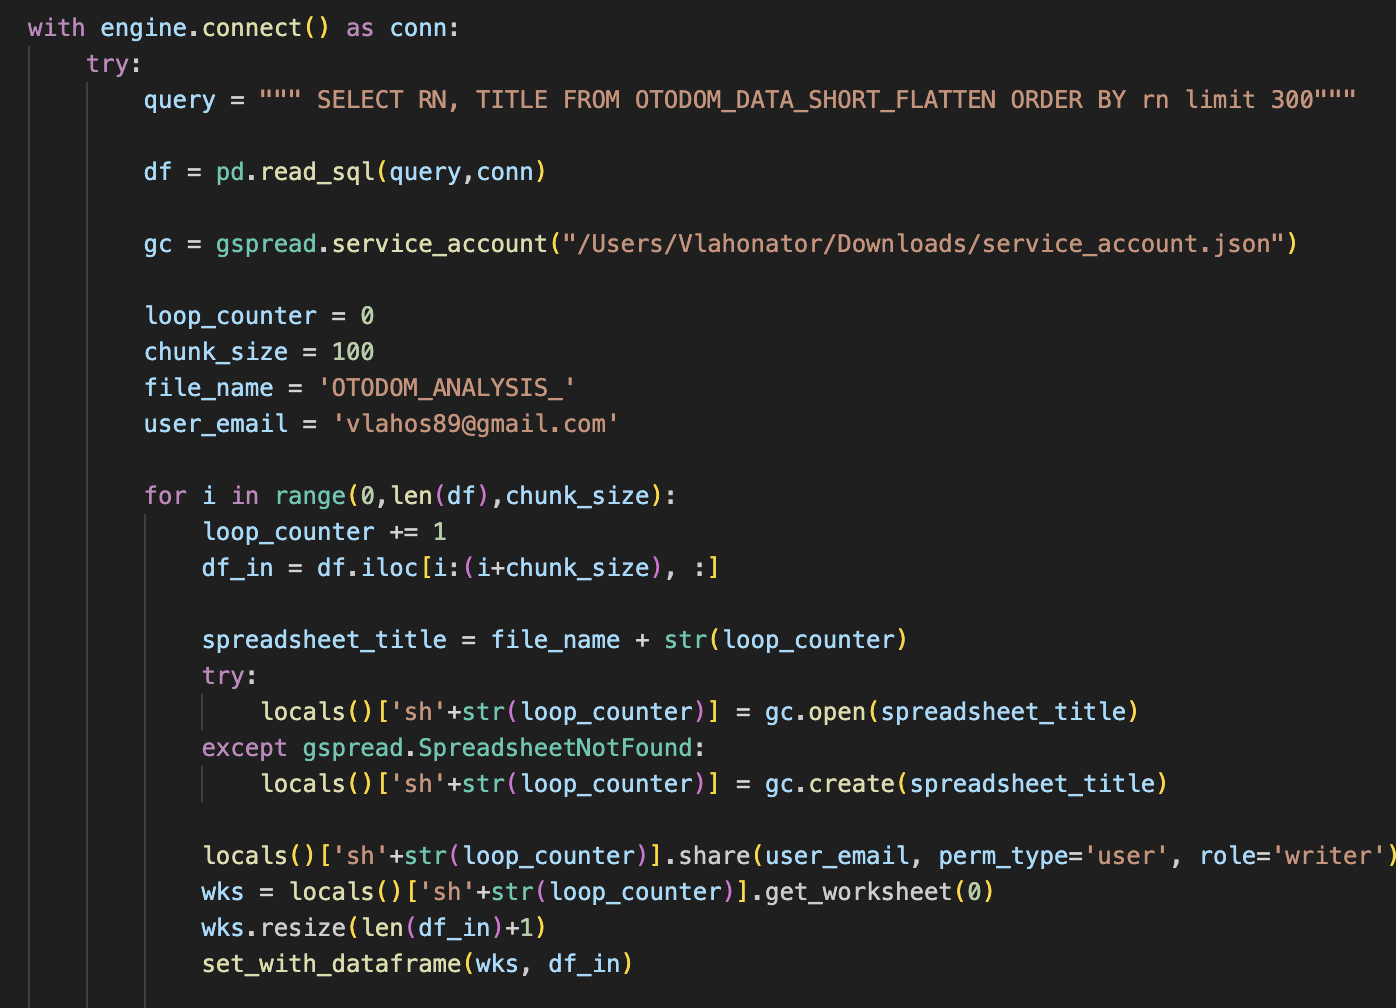 with engine.connect() as conn:
try:
query = """ SELECT RN, TITLE FROM OTODOM_DATA_SHORT_FLATTEN ORDER BY rn limit 300"""
df = pd.read_sql(query,conn)
gc = gspread.service_account("/Users/Vlahonator/Downloads/service_account.json")
loop_counter = 0
chunk_size = 100
file_name = 'OTODOM_ANALYSIS_'
user_email = 'vlahos89@gmail.com'
for i in range(0,len(df),chunk_size):
loop_counter += 1
df_in = df.iloc[i:(i+chunk_size), :]
spreadsheet_title = file_name + str(loop_counter)
try:
locals()['sh'+str(loop_counter)] = gc.open(spreadsheet_title)
except gspread.SpreadsheetNotFound:
locals()['sh'+str(loop_counter)] = gc.create(spreadsheet_title)
locals()['sh'+str(loop_counter)].share(user_email, perm_type='user', role='writer')
wks = locals()['sh'+str(loop_counter)].get_worksheet(0)
wks.resize(len(df_in)+1)
set_with_dataframe(wks, df_in)